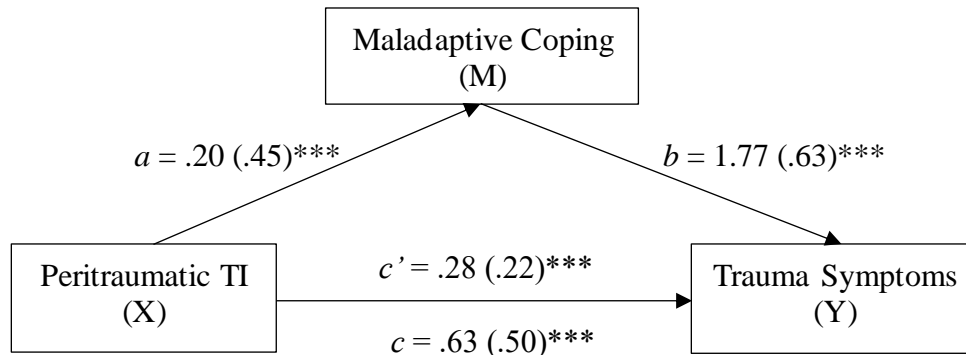 Maladaptive Coping
(M)
a = .20 (.45)***
b = 1.77 (.63)***
Peritraumatic TI
(X)
c’ = .28 (.22)***
c = .63 (.50)***
Trauma Symptoms
(Y)